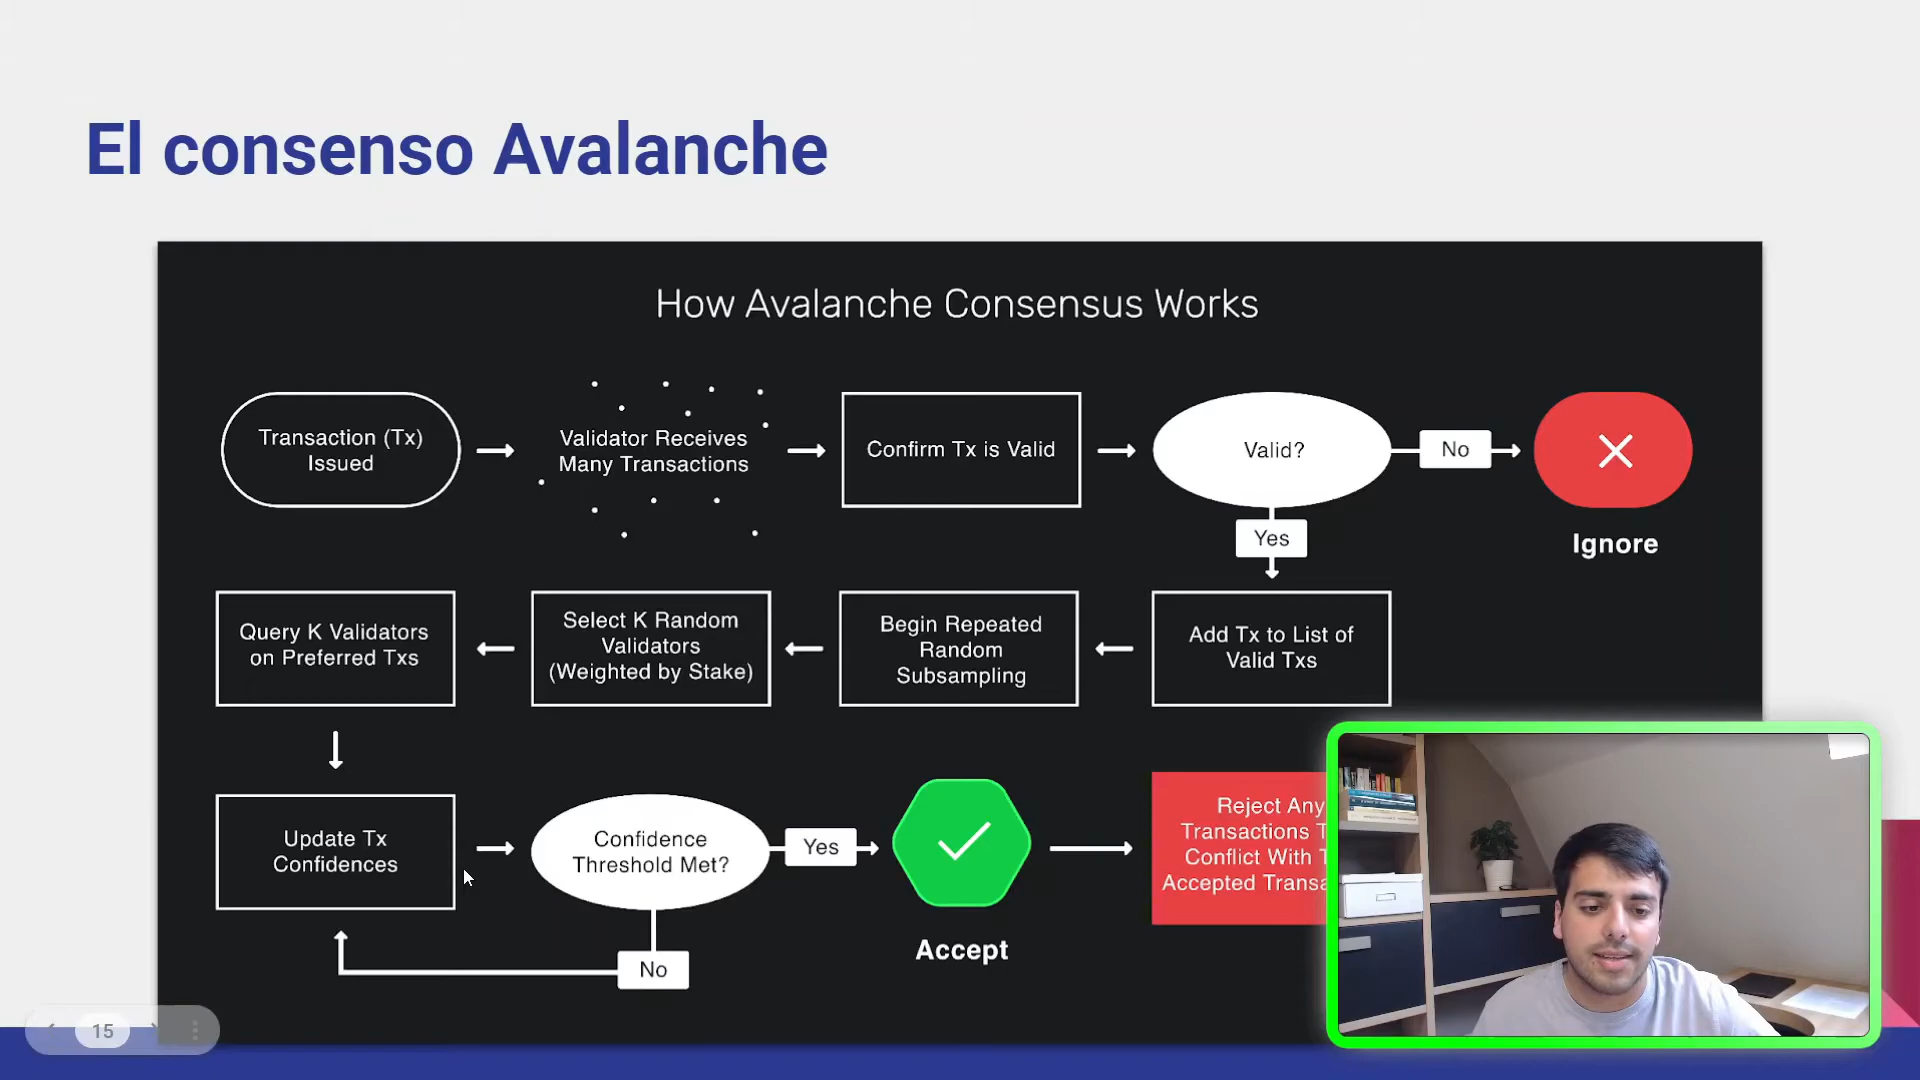 El consenso Avalanche
How Avalanche Consensus Works
Transaction (Tx)
Issued
Validator Receives
Many Transactions
Confirm Tx is Valid
Valid?
No
Ignore
Yes
Query K Validators
on Preferred Txs
Select K Random
Validators
(Weighted by Stake)
Begin Repeated
Random
Subsampling
Add Tx to List of
Valid Txs
Update Tx
Confidences
Confidence
Threshold Met?
Yes
Accept
Reject Any
Transactions T
Conflict With T
Accepted Transa
No
15